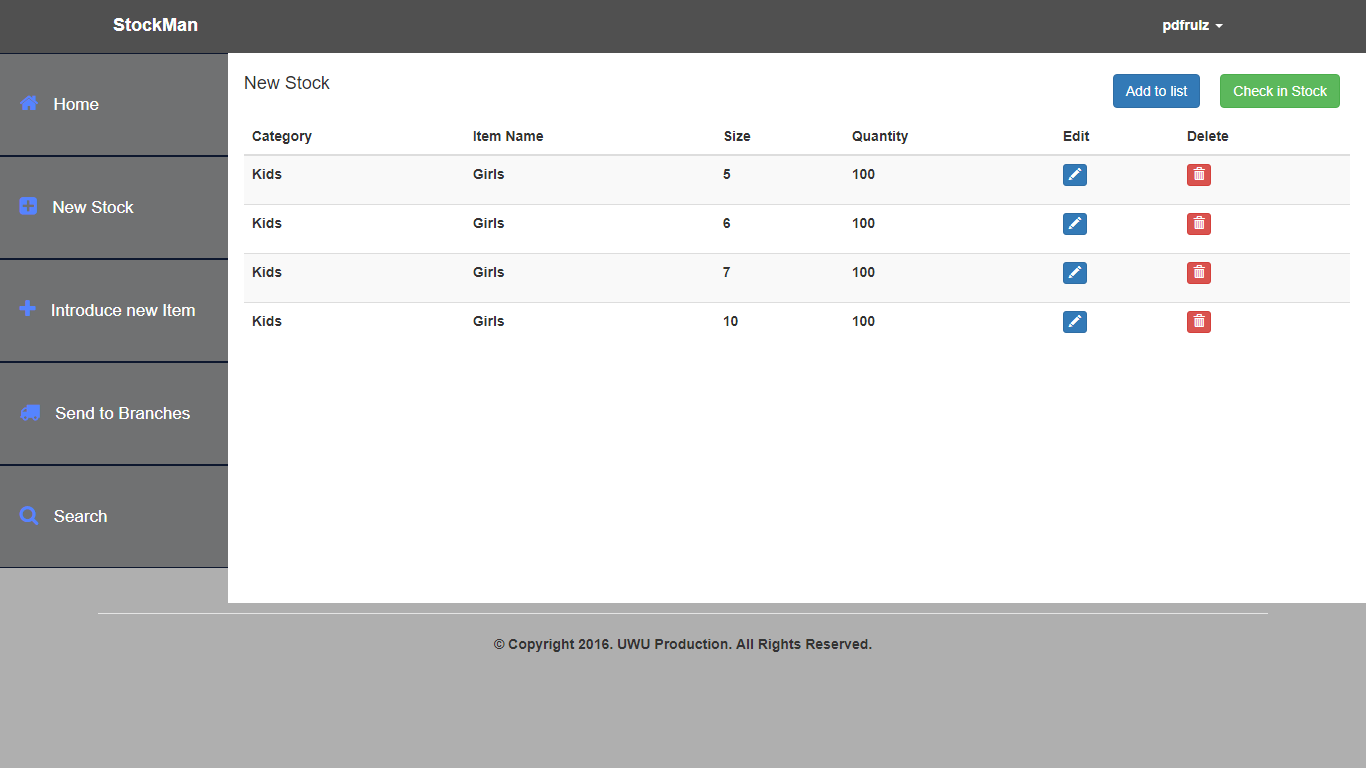 StockMan
pdfrulz
Home
New Stock
Introduce new Item
Send to Branches
Search
New Stock
Add to list
Check in Stock
Category Item Name Size Quantity Edit Delete
Kids Girls 5 100
Kids Girls 6 100
Kids Girls 7 100
Kids Girls 10 100
© Copyright 2016. UWU Production. All Rights Reserved.